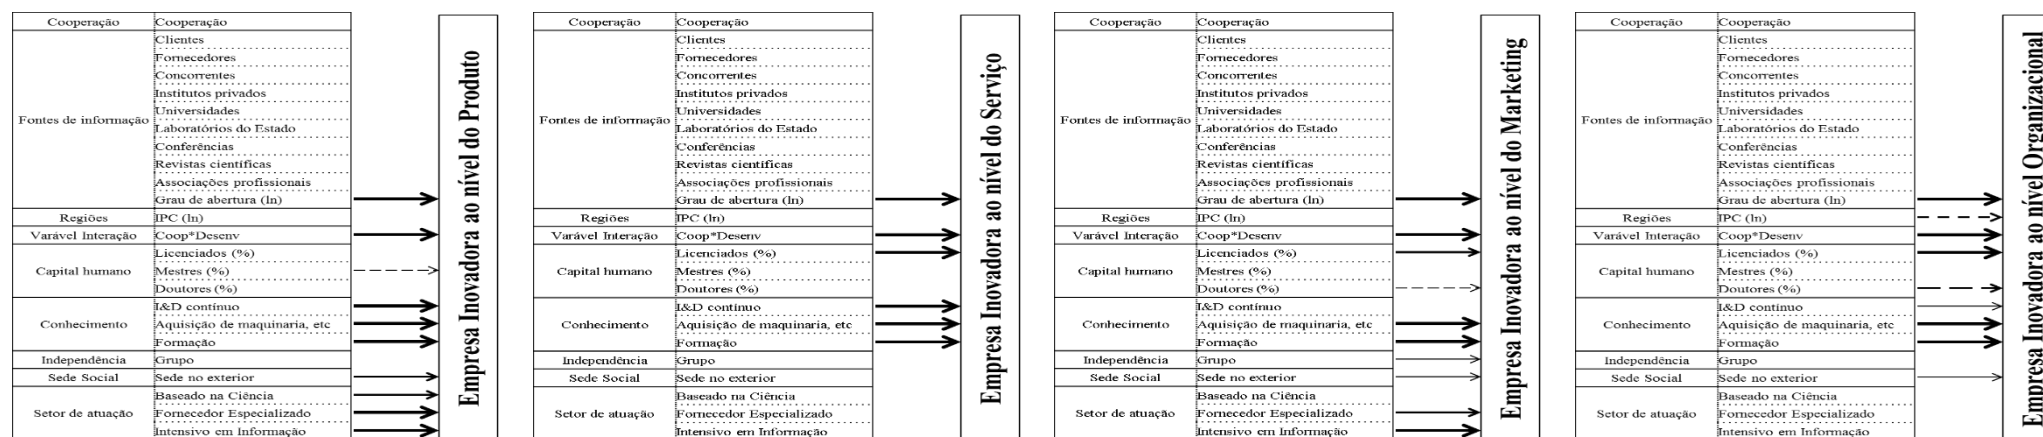 Cooperação Cooperação
Fontes de informação
Clientes
Fornecedores
Concorrentes
Institutos privados
Universidades
Laboratórios do Estado
Conferências
Revistas científicas
Associações profissionais
Grau de abertura (ln)
Regiões IPC (ln)
Varável Interação Coop*Desenv
Capital humano
Licenciados (%)
Mestres (%)
Doutores (%)
Conhecimento
I&D contínuo
Aquisição de maquinaria, etc
Formação
Independência Grupo
Sede Social Sede no exterior
Setor de atuação
Baseado na Ciência
Fornecedor Especializado
Intensivo em Informação
Empresa Inovadora ao nível do Produto
Cooperação Cooperação
Fontes de informação
Clientes
Fornecedores
Concorrentes
Institutos privados
Universidades
Laboratórios do Estado
Conferências
Revistas científicas
Associações profissionais
Grau de abertura (ln)
Regiões IPC (ln)
Varável Interação Coop*Desenv
Capital humano
Licenciados (%)
Mestres (%)
Doutores (%)
Conhecimento
I&D contínuo
Aquisição de maquinaria, etc
Formação
Independência Grupo
Sede Social Sede no exterior
Setor de atuação
Baseado na Ciência
Fornecedor Especializado
Intensivo em Informação
Empresa Inovadora ao nível do Serviço
Cooperação Cooperação
Fontes de informação
Clientes
Fornecedores
Concorrentes
Institutos privados
Universidades
Laboratórios do Estado
Conferências
Revistas científicas
Associações profissionais
Grau de abertura (ln)
Regiões IPC (ln)
Varável Interação Coop*Desenv
Capital humano
Licenciados (%)
Mestres (%)
Doutores (%)
Conhecimento
I&D contínuo
Aquisição de maquinaria, etc
Formação
Independência Grupo
Sede Social Sede no exterior
Setor de atuação
Baseado na Ciência
Fornecedor Especializado
Intensivo em Informação
Empresa Inovadora ao nível do Marketing
Cooperação Cooperação
Fontes de informação
Clientes
Fornecedores
Concorrentes
Institutos privados
Universidades
Laboratórios do Estado
Conferências
Revistas científicas
Associações profissionais
Grau de abertura (ln)
Regiões IPC (ln)
Varável Interação Coop*Desenv
Capital humano
Licenciados (%)
Mestres (%)
Doutores (%)
Conhecimento
I&D contínuo
Aquisição de maquinaria, etc
Formação
Independência Grupo
Sede Social Sede no exterior
Setor de atuação
Baseado na Ciência
Fornecedor Especializado
Intensivo em Informação
Empresa Inovadora ao nível Organizacional